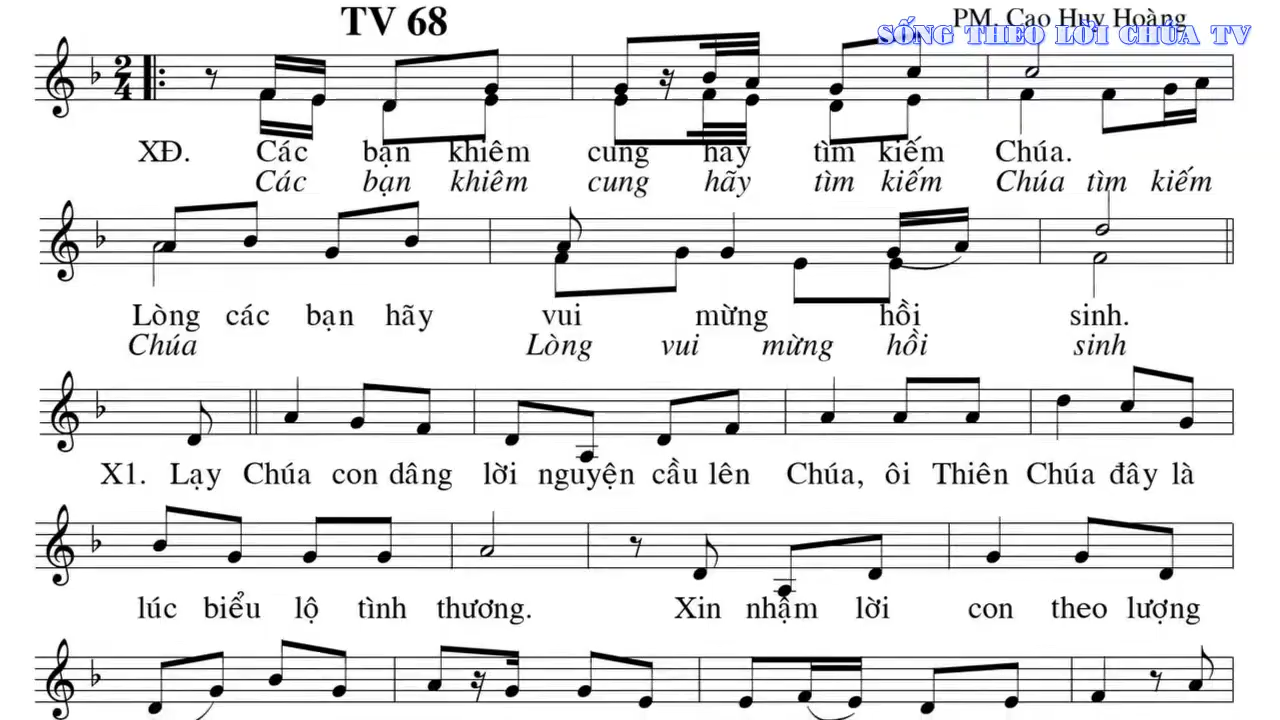 TV 68
PM. Cao Huy Hoàng
SỐNG THEO LỜI CHÚA TV
2
4
XĐ. Các bạn khiêm cung hãy tìm kiếm Chúa.
Các bạn khiêm cung hãy tìm kiếm Chúa tìm kiếm
Lòng các bạn hãy vui mừng hồi sinh.
Chúa Lòng vui mừng hồi sinh
X1. Lạy Chúa con dâng lời nguyện cầu lên Chúa, ôi Thiên Chúa đây là
lúc biểu lộ tình thương. Xin nhậm lời con theo lượng